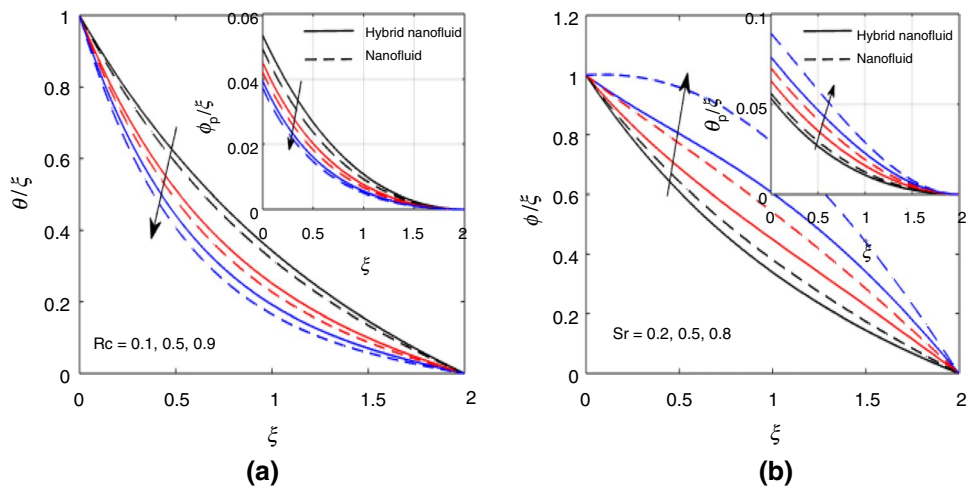 1
0.8
0.6
0.4
0.2
0
θ/ξ
0 0.5 1 1.5 2
ξ
Rc = 0.1, 0.5, 0.9
0.06
0.04
0.02
0
ϕp/ξ
0 0.5 1.0 1.5 2
ξ
Hybrid nanofluid
Nanofluid
(a)
1.2
1
0.8
0.6
0.4
0.2
0
ϕ/ξ
0 0.5 1 1.5 2
ξ
Sr = 0.2, 0.5, 0.8
0.1
0.05
0
θp/ξ
0 0.5 1.0 1.5 2
ξ
Hybrid nanofluid
Nanofluid
(b)